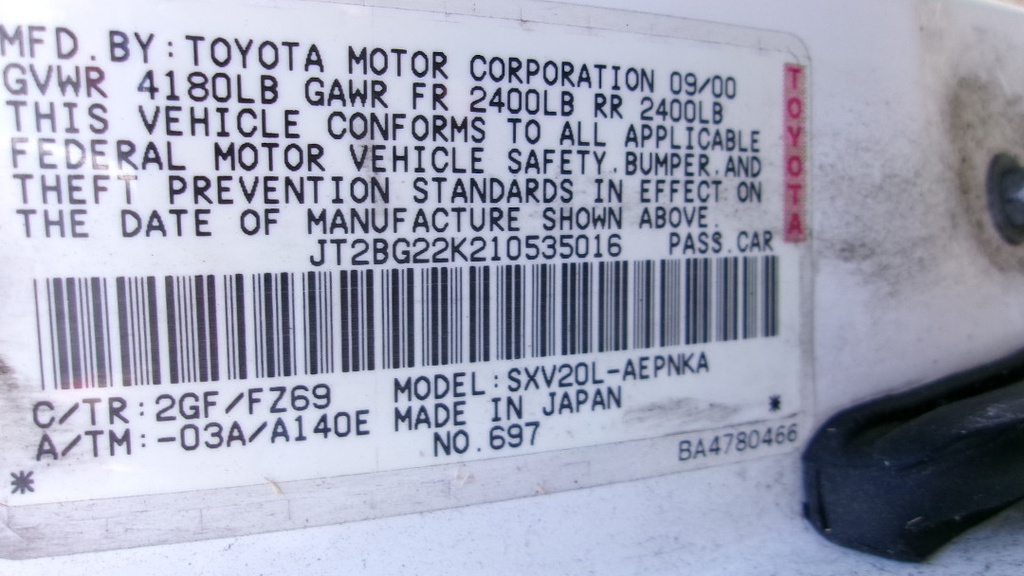 MFD. BY: TOYOTA MOTOR CORPORATION 09/00
GVWR 4180LB GAWR FR 2400LB RR 2400LB
THIS VEHICLE CONFORMS TO ALL APPLICABLE
FEDERAL MOTOR VEHICLE SAFETY, BUMPER, AND
THEFT PREVENTION STANDARDS IN EFFECT ON
THE DATE OF MANUFACTURE SHOWN ABOVE.
JT2BG22K210535016 PASS. CAR
TOYOTA
C/TR: 2GF/FZ69 MODEL: SXV20L-AEPNKA
A/TM: -03A/A140E MADE IN JAPAN *
NO. 697 BA4780466
*